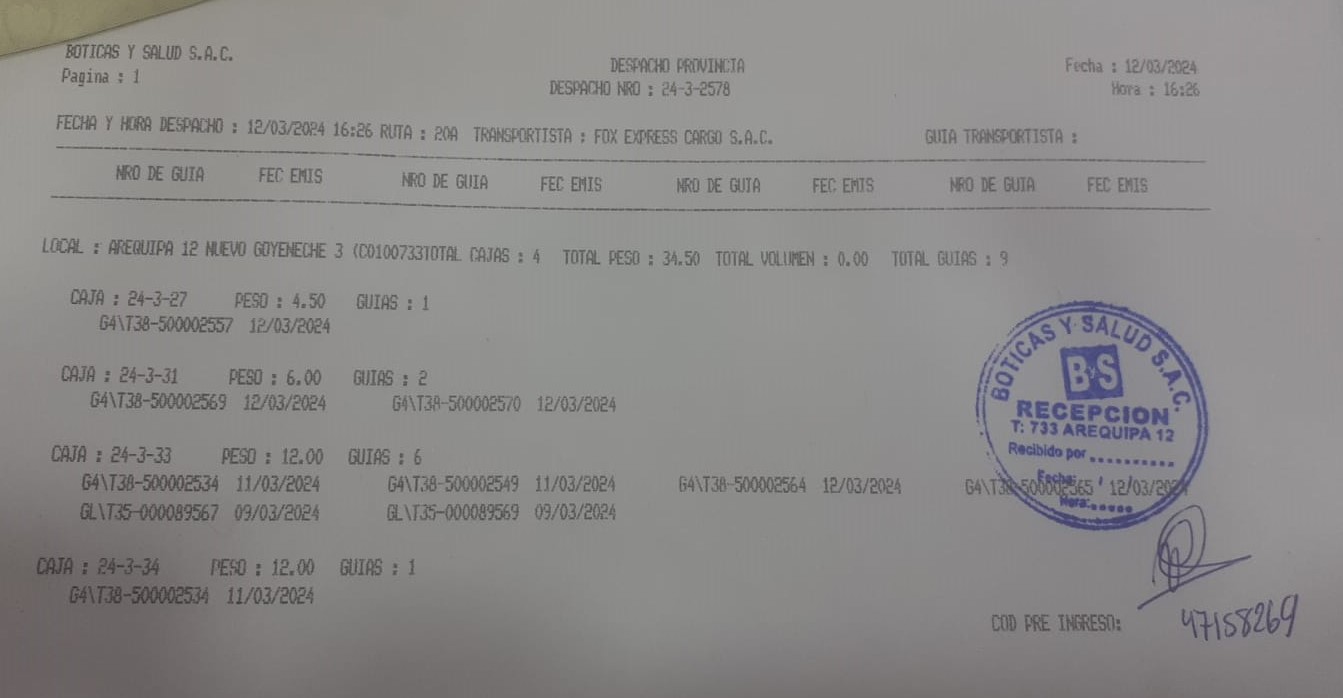 BOTICAS Y SALUD S.A.C.
Pagina : 1
DESPACHO PROVINCIA
DESPACHO NRO : 24-3-2578
Fecha : 12/03/2024
Hora : 16:26
FECHA Y HORA DESPACHO : 12/03/2024 16:26 RUTA : 20A TRANSPORTISTA : FOX EXPRESS CARGO S.A.C. GUIA TRANSPORTISTA :
NRO DE GUIA FEC EMIS NRO DE GUIA FEC EMIS NRO DE GUIA FEC EMIS NRO DE GUIA FEC EMIS
LOCAL : AREQUIPA 12 NUEVO GOYENECHE 3 (C0100733TOTAL CAJAS : 4 TOTAL PESO : 34.50 TOTAL VOLUMEN : 0.00 TOTAL GUIAS : 9
CAJA : 24-3-27 PESO : 4.50 GUIAS : 1
G4\T38-500002557 12/03/2024
CAJA : 24-3-31 PESO : 6.00 GUIAS : 2
G4\T38-500002569 12/03/2024 G4\T38-500002570 12/03/2024
CAJA : 24-3-33 PESO : 12.00 GUIAS : 6
G4\T38-500002534 11/03/2024 G4\T38-500002549 11/03/2024 G4\T38-500002564 12/03/2024 G4\T38-500002565 12/03/2024
GL\T35-000089567 09/03/2024 GL\T35-000089569 09/03/2024
CAJA : 24-3-34 PESO : 12.00 GUIAS : 1
G4\T38-500002534 11/03/2024
BOTICAS Y SALUD S.A.C.
BYS
RECEPCION
T: 733 AREQUIPA 12
Recibido por ..........
Fecha:
Hora:.....
COD PRE INGRESO:
47158269